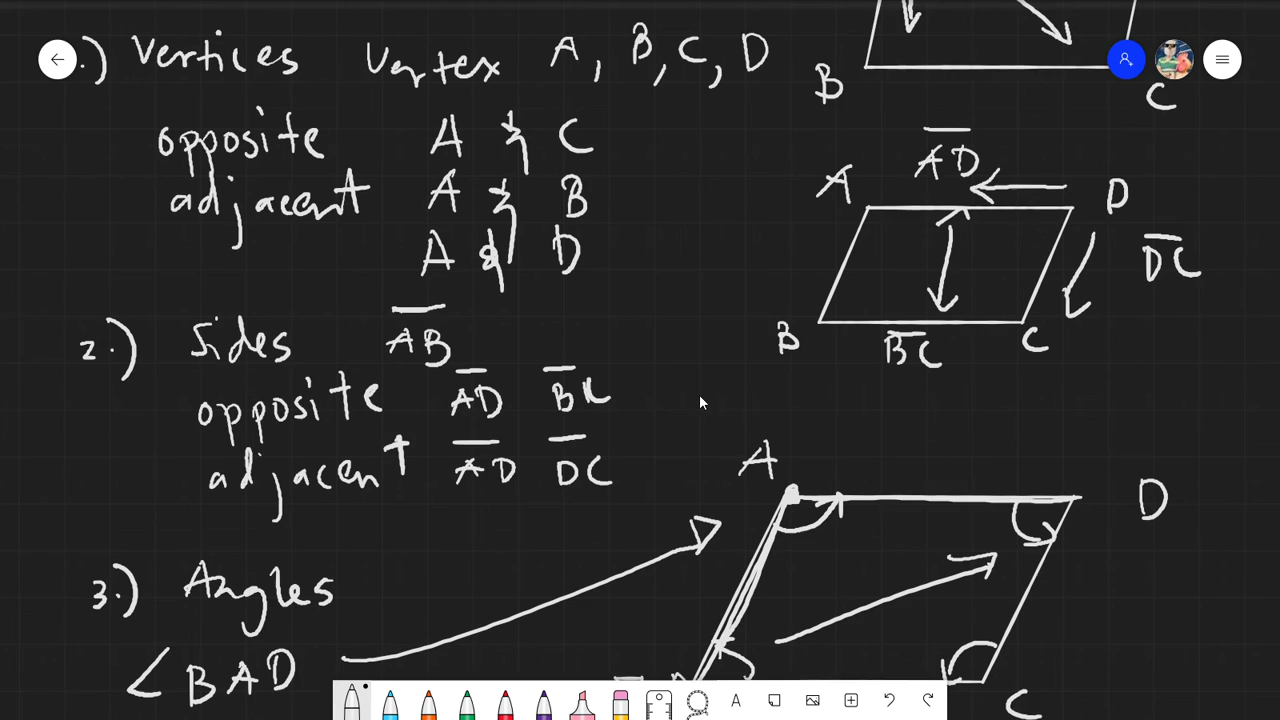 .) Vertices Vertex A, B, C, D
opposite A & C
adjacent A & B
A & D
2.) Sides AB
opposite AD BC
adjacent AD DC
3.) Angles
∠BAD
B C
AD
A D
DC
B BC C
A D
C
A